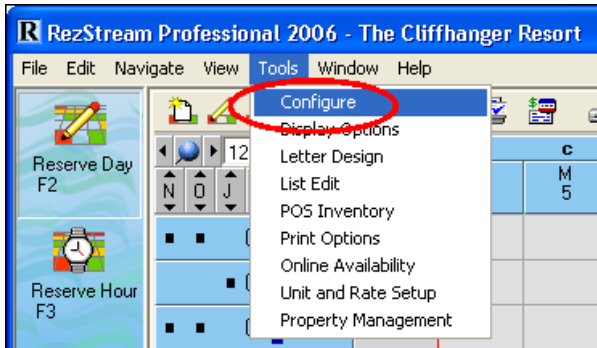 R RezStream Professional 2006 - The Cliffhanger Resort
File Edit Navigate View Tools Window Help
Reserve Day
F2
Reserve Hour
F3
12
N O J
c
M
5
Configure
Display Options
Letter Design
List Edit
POS Inventory
Print Options
Online Availability
Unit and Rate Setup
Property Management